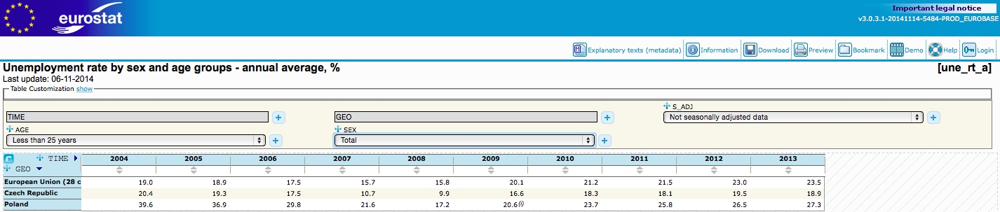 Important legal notice
eurostat
v3.0.3.1-20141114-5484-PROD_EUROBASE
Explanatory texts (metadata) Information Download Preview Bookmark Demo Help Login
Unemployment rate by sex and age groups - annual average, % [une_rt_a]
Last update: 06-11-2014
Table Customization show
S_ADJ
TIME GEO Not seasonally adjusted data
AGE SEX
Less than 25 years Total
TIME 2004 2005 2006 2007 2008 2009 2010 2011 2012 2013
GEO
European Union (28 c 19.0 18.9 17.5 15.7 15.8 20.1 21.2 21.5 23.0 23.5
Czech Republic 20.4 19.3 17.5 10.7 9.9 16.6 18.3 18.1 19.5 18.9
Poland 39.6 36.9 29.8 21.6 17.2 20.6(i) 23.7 25.8 26.5 27.3